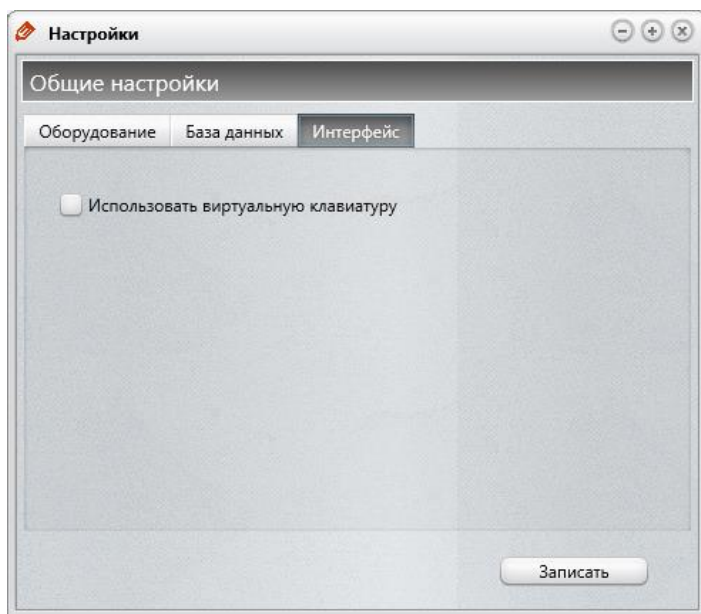 Настройки
Общие настройки
Оборудование База данных Интерфейс
Использовать виртуальную клавиатуру
Записать